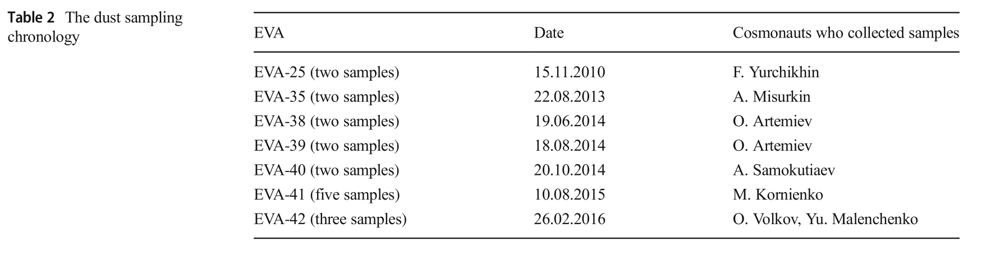 Table 2 The dust sampling
chronology
EVA Date Cosmonauts who collected samples
EVA-25 (two samples) 15.11.2010 F. Yurchikhin
EVA-35 (two samples) 22.08.2013 A. Misurkin
EVA-38 (two samples) 19.06.2014 O. Artemiev
EVA-39 (two samples) 18.08.2014 O. Artemiev
EVA-40 (two samples) 20.10.2014 A. Samokutiaev
EVA-41 (five samples) 10.08.2015 M. Kornienko
EVA-42 (three samples) 26.02.2016 O. Volkov, Yu. Malenchenko